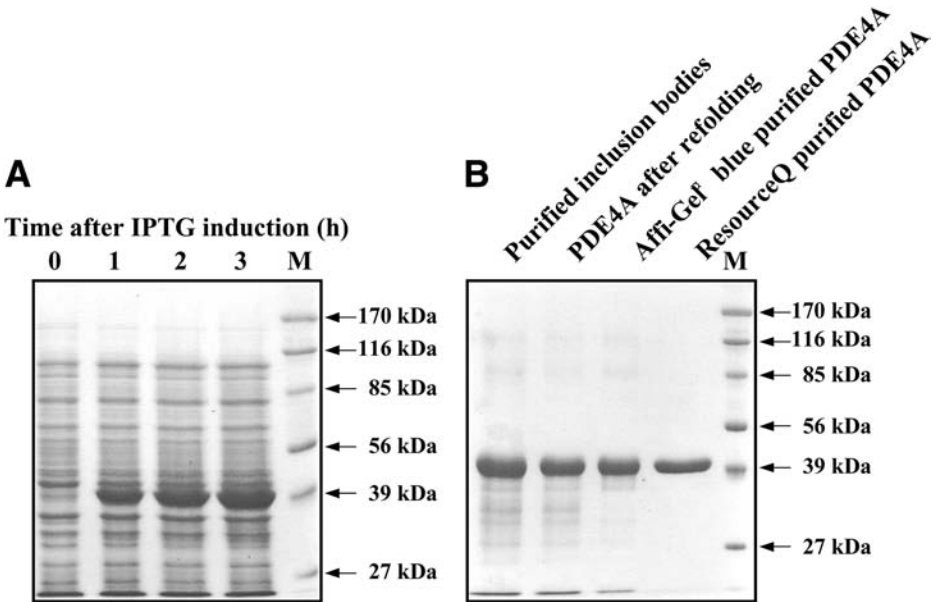 A
Time after IPTG induction (h)
0 1 2 3 M
170 kDa
116 kDa
85 kDa
56 kDa
39 kDa
27 kDa
B
Purified inclusion bodies
PDE4A after refolding
Affi-Gel^F blue purified PDE4A
ResourceQ purified PDE4A
M
170 kDa
116 kDa
85 kDa
56 kDa
39 kDa
27 kDa